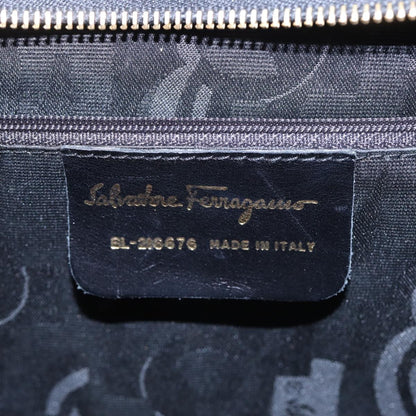 Salvatore Ferragamo
BL-216676 MADE IN ITALY